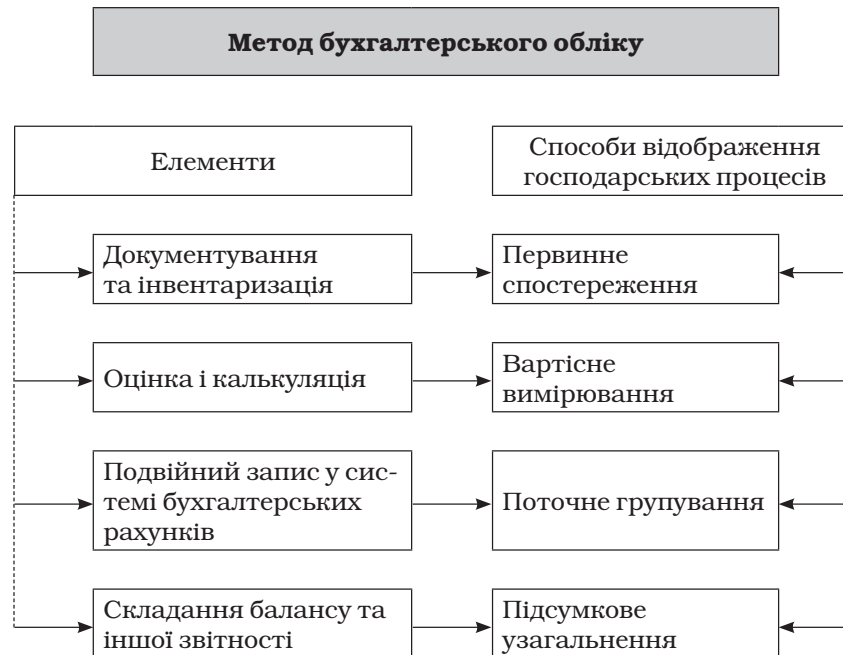 Метод бухгалтерського обліку
Елементи
Способи відображення
господарських процесів
Документування
та інвентаризація
Первинне
спостереження
Оцінка і калькуляція
Вартісне
вимірювання
Подвійний запис у сис-
темі бухгалтерських
рахунків
Поточне групування
Складання балансу та
іншої звітності
Підсумкове
узагальнення